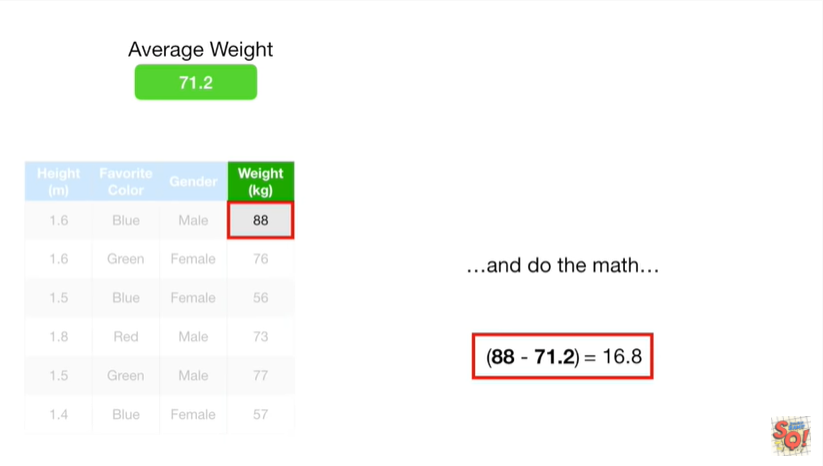 Average Weight
71.2
Height (m) Favorite Color Gender Weight (kg)
1.6 Blue Male 88
1.6 Green Female 76
1.5 Blue Female 56
1.8 Red Male 73
1.5 Green Male 77
1.4 Blue Female 57
…and do the math…
(88 - 71.2) = 16.8
SQ!